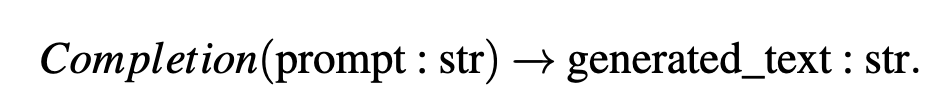 Completion(prompt : str) → generated_text : str.